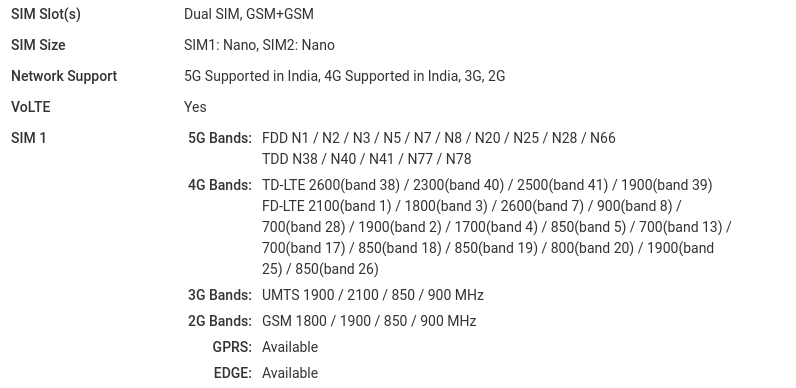 SIM Slot(s) Dual SIM, GSM+GSM
SIM Size SIM1: Nano, SIM2: Nano
Network Support 5G Supported in India, 4G Supported in India, 3G, 2G
VoLTE Yes
SIM 1 5G Bands: FDD N1 / N2 / N3 / N5 / N7 / N8 / N20 / N25 / N28 / N66
TDD N38 / N40 / N41 / N77 / N78
4G Bands: TD-LTE 2600(band 38) / 2300(band 40) / 2500(band 41) / 1900(band 39)
FD-LTE 2100(band 1) / 1800(band 3) / 2600(band 7) / 900(band 8) /
700(band 28) / 1900(band 2) / 1700(band 4) / 850(band 5) / 700(band 13) /
700(band 17) / 850(band 18) / 850(band 19) / 800(band 20) / 1900(band
25) / 850(band 26)
3G Bands: UMTS 1900 / 2100 / 850 / 900 MHz
2G Bands: GSM 1800 / 1900 / 850 / 900 MHz
GPRS: Available
EDGE: Available